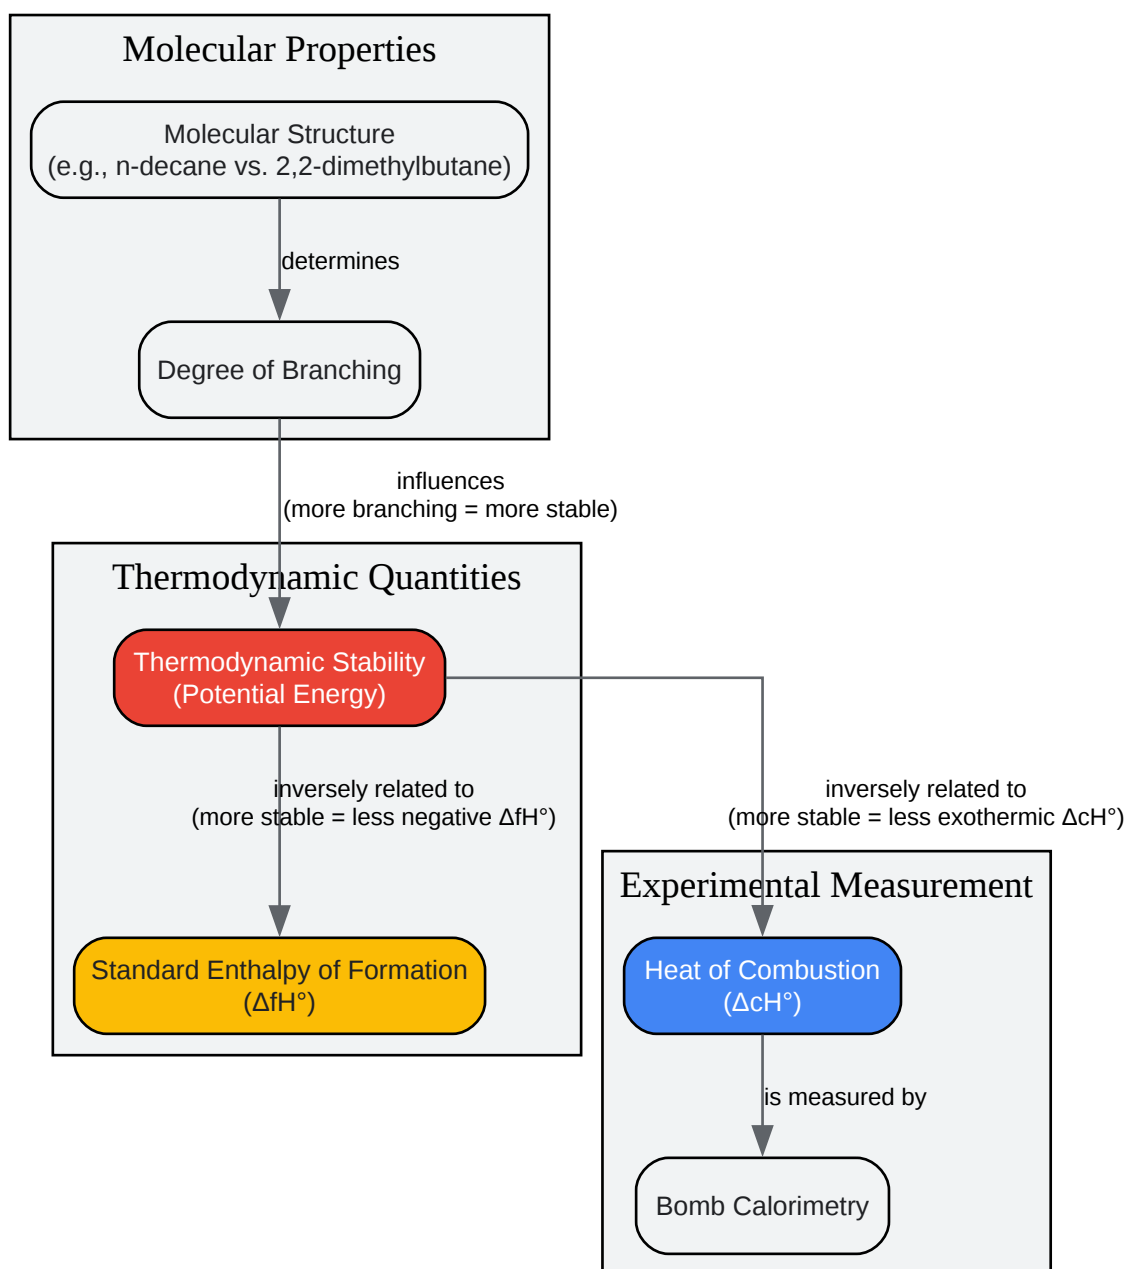 Molecular Properties
Molecular Structure
(e.g., n-decane vs. 2,2-dimethylbutane)
determines
Degree of Branching
influences
(more branching = more stable)
Thermodynamic Quantities
Thermodynamic Stability
(Potential Energy)
inversely related to
(more stable = less negative ΔfH°)
inversely related to
(more stable = less exothermic ΔcH°)
Experimental Measurement
Standard Enthalpy of Formation
(ΔfH°)
Heat of Combustion
(ΔcH°)
is measured by
Bomb Calorimetry